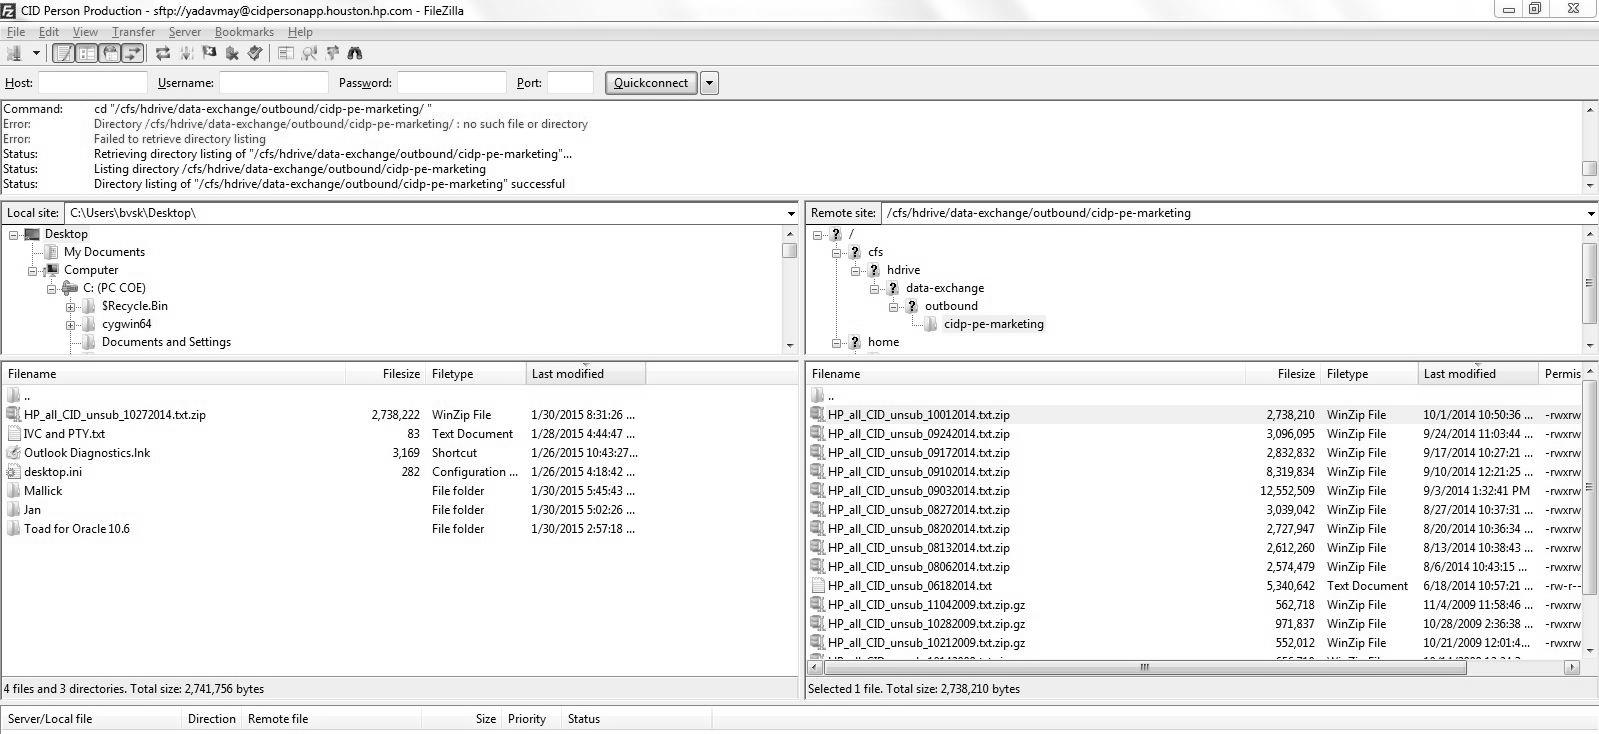 CID Person Production - sftp://yadavmay@cidpersonapp.houston.hp.com - FileZilla
File Edit View Transfer Server Bookmarks Help
Host: Username: Password: Port: Quickconnect
Command: cd "/cfs/hdrive/data-exchange/outbound/cidp-pe-marketing/ "
Error: Directory /cfs/hdrive/data-exchange/outbound/cidp-pe-marketing/ : no such file or directory
Error: Failed to retrieve directory listing
Status: Retrieving directory listing of "/cfs/hdrive/data-exchange/outbound/cidp-pe-marketing"...
Status: Listing directory /cfs/hdrive/data-exchange/outbound/cidp-pe-marketing
Status: Directory listing of "/cfs/hdrive/data-exchange/outbound/cidp-pe-marketing" successful
Local site: C:\Users\bvsk\Desktop\
Desktop
My Documents
Computer
C: (PC COE)
$Recycle.Bin
cygwin64
Documents and Settings
Filename Filesize Filetype Last modified
..
HP_all_CID_unsub_10272014.txt.zip 2,738,222 WinZip File 1/30/2015 8:31:26 ...
IVC and PTY.txt 83 Text Document 1/28/2015 4:44:47 ...
Outlook Diagnostics.lnk 3,169 Shortcut 1/26/2015 10:43:27...
desktop.ini 282 Configuration ... 1/26/2015 4:18:42 ...
Mallick File folder 1/30/2015 5:45:43 ...
Jan File folder 1/30/2015 5:02:26 ...
Toad for Oracle 10.6 File folder 1/30/2015 2:57:18 ...
4 files and 3 directories. Total size: 2,741,756 bytes
Remote site: /cfs/hdrive/data-exchange/outbound/cidp-pe-marketing
/
cfs
hdrive
data-exchange
outbound
cidp-pe-marketing
home
Filename Filesize Filetype Last modified Permis
..
HP_all_CID_unsub_10012014.txt.zip 2,738,210 WinZip File 10/1/2014 10:50:36 ... -rwxrw
HP_all_CID_unsub_09242014.txt.zip 3,096,095 WinZip File 9/24/2014 11:03:44 ... -rwxrw
HP_all_CID_unsub_09172014.txt.zip 2,832,832 WinZip File 9/17/2014 10:27:21 ... -rwxrw
HP_all_CID_unsub_09102014.txt.zip 8,319,834 WinZip File 9/10/2014 12:21:25 ... -rwxrw
HP_all_CID_unsub_09032014.txt.zip 12,552,509 WinZip File 9/3/2014 1:32:41 PM -rwxrw
HP_all_CID_unsub_08272014.txt.zip 3,039,042 WinZip File 8/27/2014 10:37:31 ... -rwxrw
HP_all_CID_unsub_08202014.txt.zip 2,727,947 WinZip File 8/20/2014 10:36:34 ... -rwxrw
HP_all_CID_unsub_08132014.txt.zip 2,612,260 WinZip File 8/13/2014 10:38:43 ... -rwxrw
HP_all_CID_unsub_08062014.txt.zip 2,574,479 WinZip File 8/6/2014 10:43:15 ... -rwxrw
HP_all_CID_unsub_06182014.txt 5,340,642 Text Document 6/18/2014 10:57:21 ... -rw-r--
HP_all_CID_unsub_11042009.txt.zip.gz 562,718 WinZip File 11/4/2009 11:58:46 ... -rwxrw
HP_all_CID_unsub_10282009.txt.zip.gz 971,837 WinZip File 10/28/2009 2:36:38 ... -rwxrw
HP_all_CID_unsub_10212009.txt.zip.gz 552,012 WinZip File 10/21/2009 12:01:4... -rwxrw
Selected 1 file. Total size: 2,738,210 bytes
Server/Local file Direction Remote file Size Priority Status